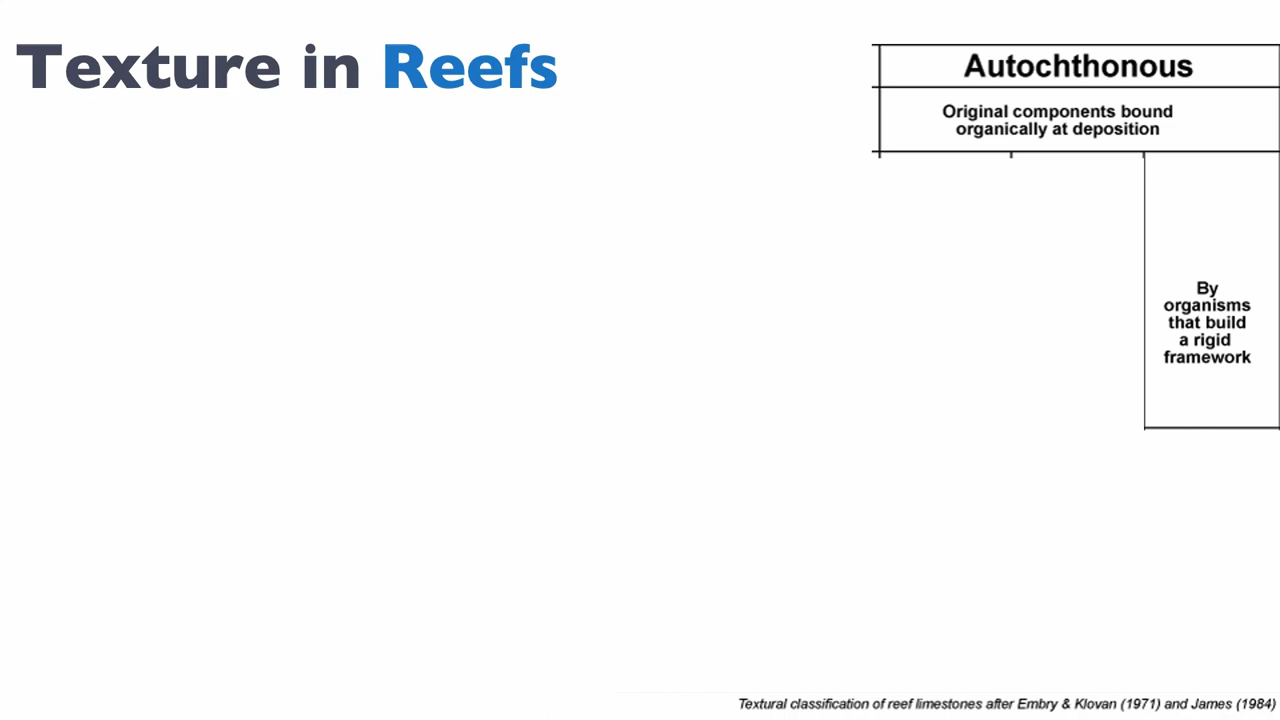 Texture in Reefs
Autochthonous
Original components bound
organically at deposition
By
organisms
that build
a rigid
framework
Textural classification of reef limestones after Embry & Klovan (1971) and James (1984)